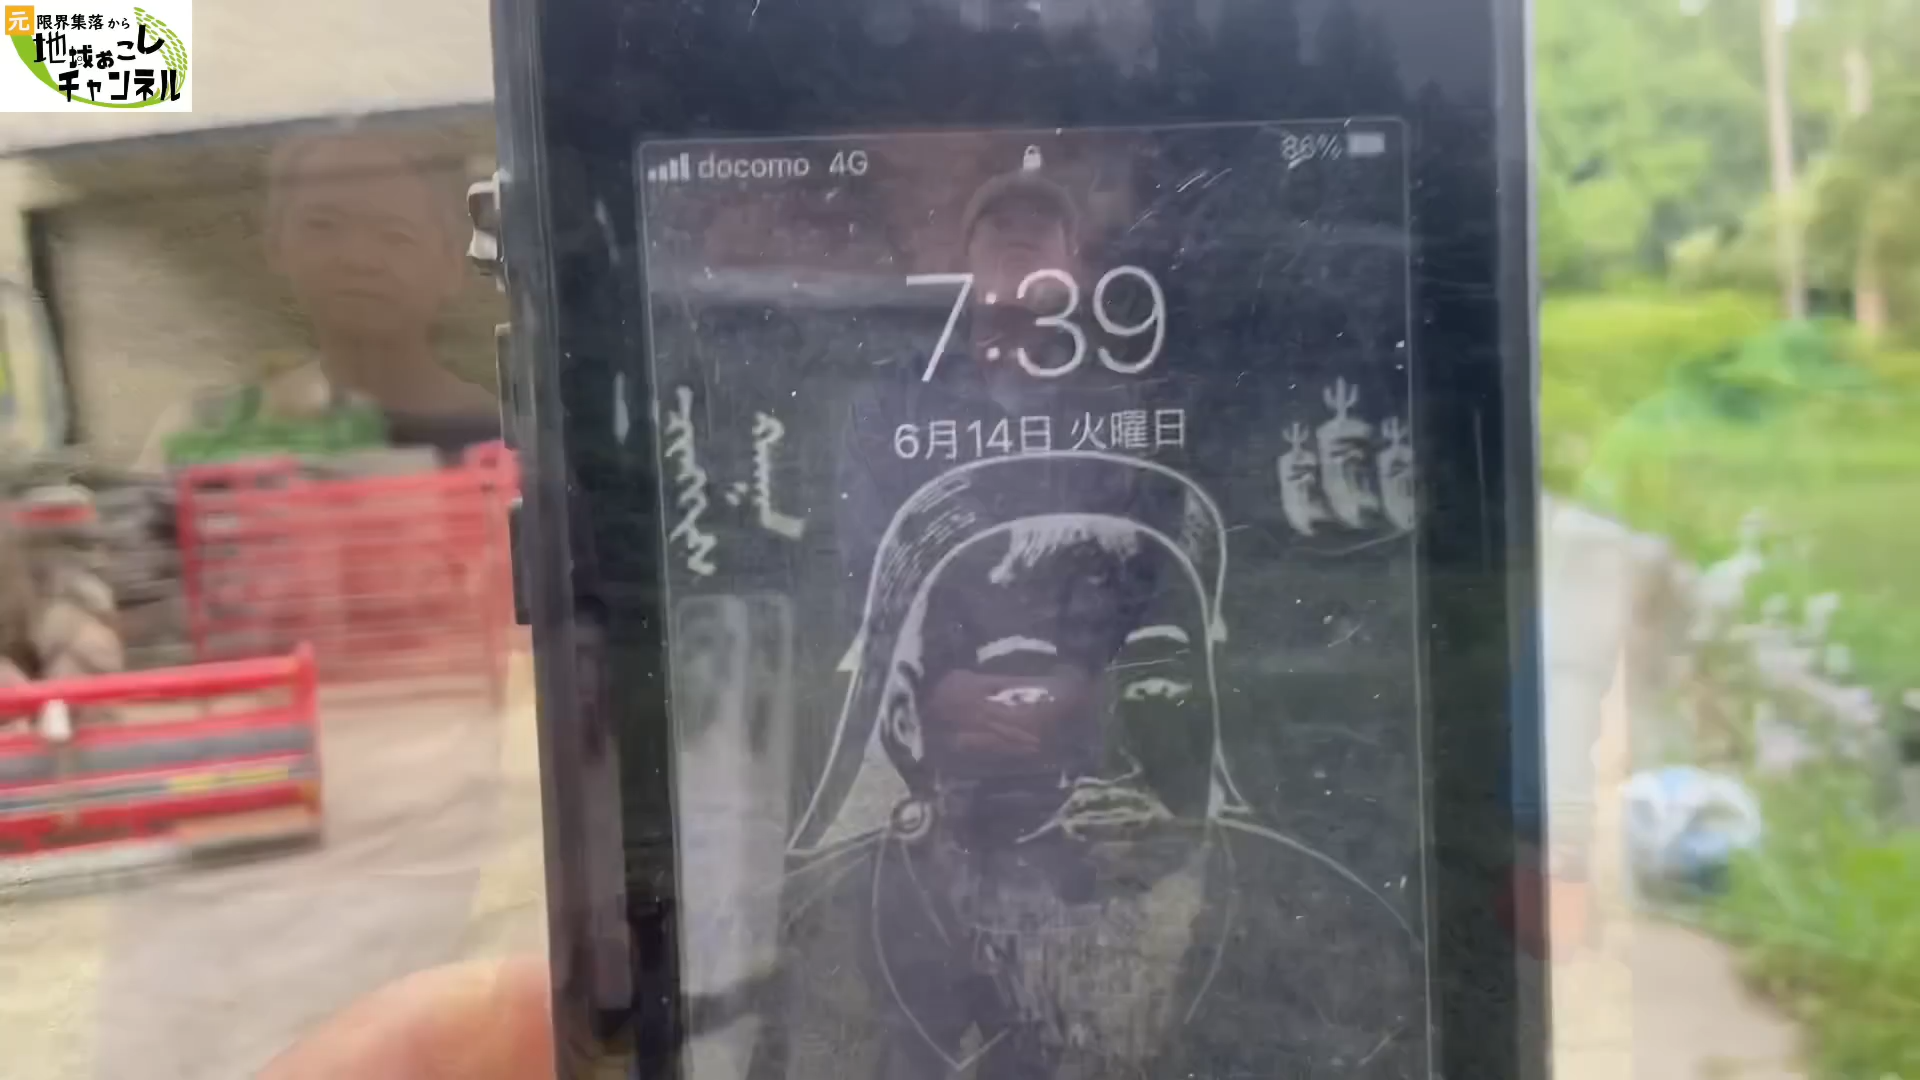 元 限界集落から
地域おこし
チャンネル
docomo 4G 86%
7:39
6月14日 火曜日